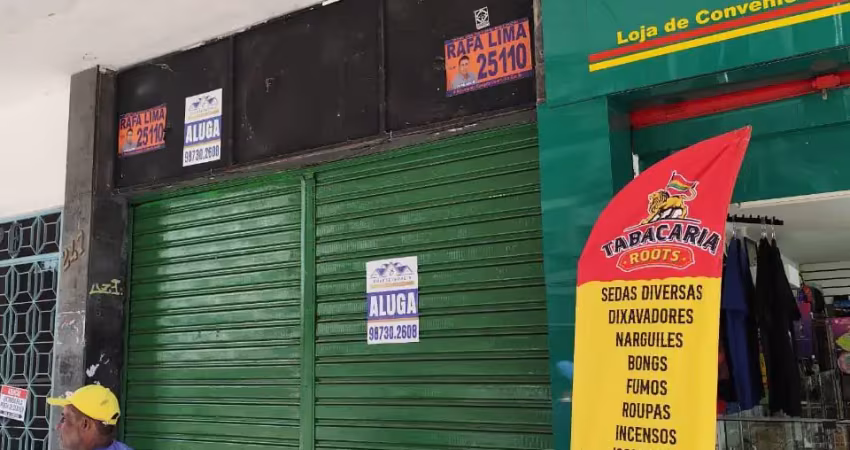 Loja de Conveniê
RAFA LIMA
25110
RAFA LIMA
25110
ALUGA
98730.2608
ALUGA
98730.2608
TABACARIA
ROOTS
SEDAS DIVERSAS
DIXAVADORES
NARGUILES
BONGS
FUMOS
ROUPAS
INCENSOS